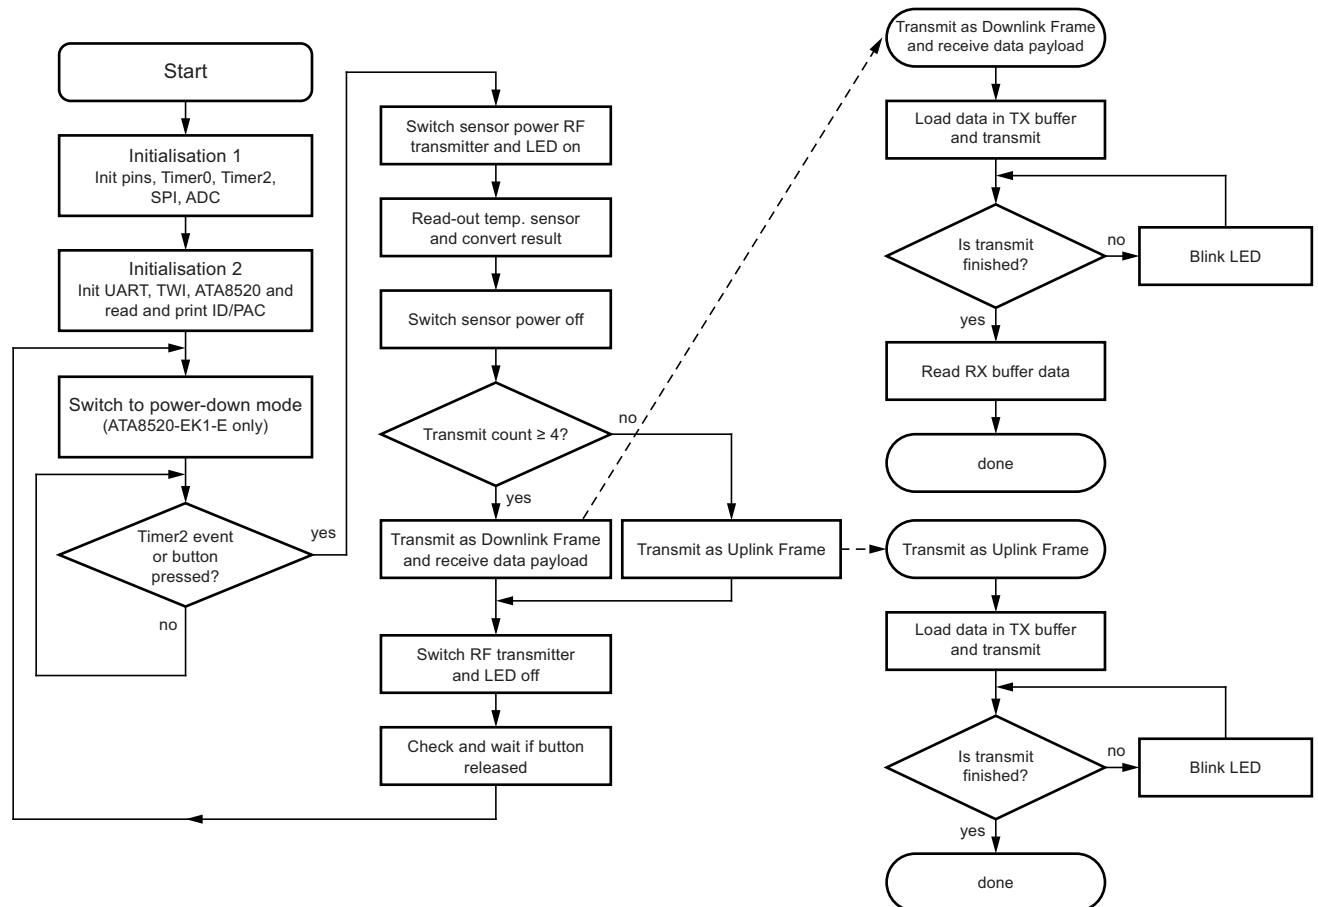 Start
Initialisation 1
Init pins, Timer0, Timer2,
SPI, ADC
Initialisation 2
Init UART, TWI, ATA8520 and
read and print ID/PAC
Switch to power-down mode
(ATA8520-EK1-E only)
Timer2 event
or button
pressed?
yes
no
Switch sensor power RF
transmitter and LED on
Read-out temp. sensor
and convert result
Switch sensor power off
Transmit count ≥ 4?
no
yes
Transmit as Downlink Frame
and receive data payload
Transmit as Uplink Frame
Switch RF transmitter
and LED off
Check and wait if button
released
Transmit as Downlink Frame
and receive data payload
Load data in TX buffer
and transmit
Is transmit
finished?
no
Blink LED
yes
Read RX buffer data
done
Transmit as Uplink Frame
Load data in TX buffer
and transmit
Is transmit
finished?
no
Blink LED
yes
done